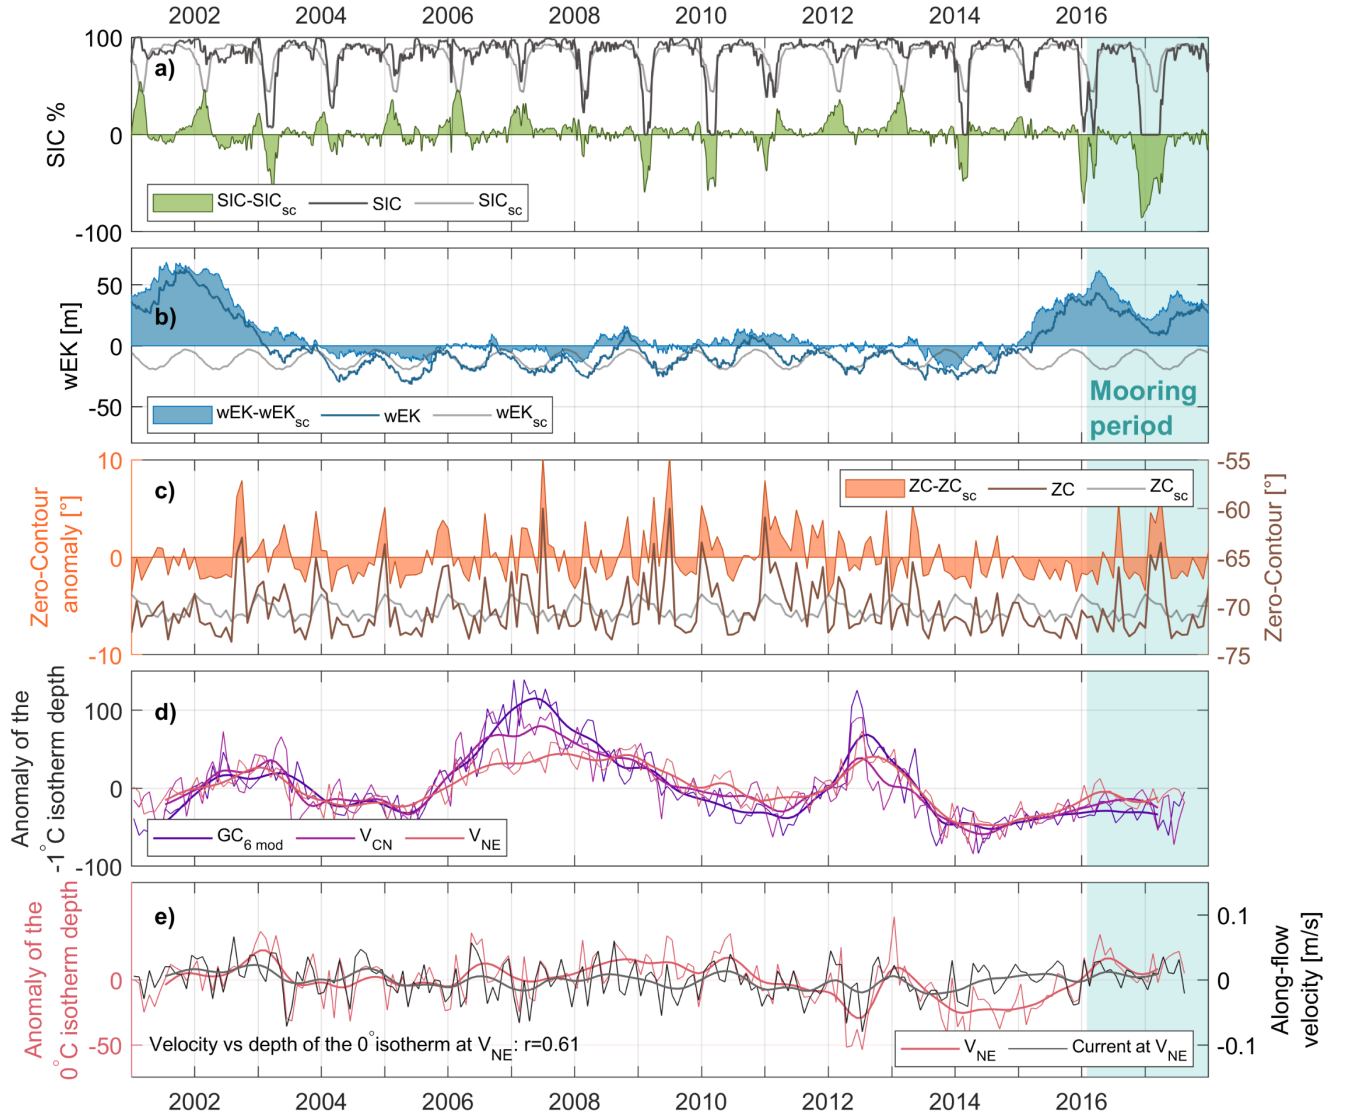 2002 2004 2006 2008 2010 2012 2014 2016
100
0
-100
SIC %
a)
SIC-SICsc SIC SICsc
50
0
-50
wEK [m]
b)
wEK-wEKsc wEK wEKsc
Mooring
period
10
0
-10
Zero-Contour
anomaly [°]
c)
ZC-ZCsc ZC ZCsc
-55
-60
-65
-70
-75
Zero-Contour [°]
100
0
-100
Anomaly of the
-1°C isotherm depth
d)
GC6 mod VCN VNE
0
-50
Anomaly of the
0°C isotherm depth
e)
Velocity vs depth of the 0°isotherm at VNE: r=0.61
VNE Current at VNE
0.1
0
-0.1
Along-flow
velocity [m/s]
2002 2004 2006 2008 2010 2012 2014 2016